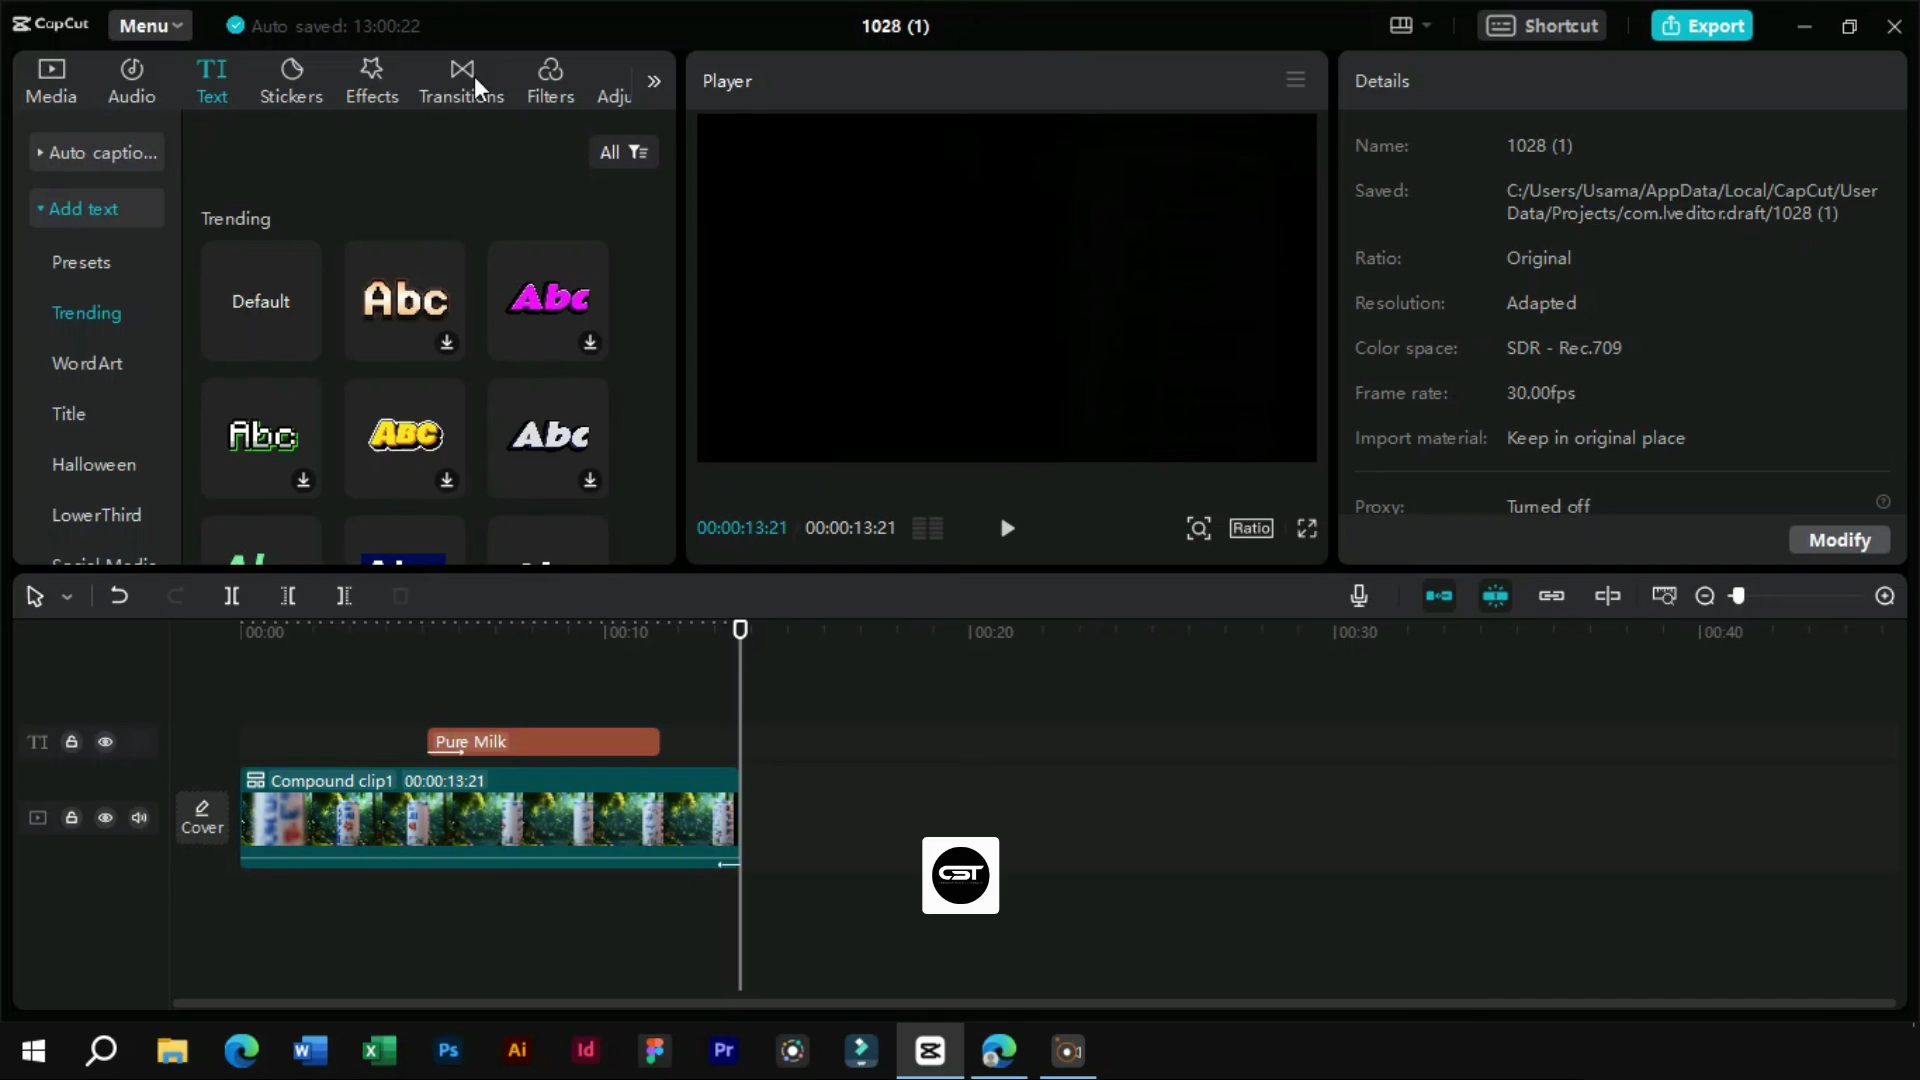 CapCut
Menu
Auto saved: 13:00:22
1028 (1)
Shortcut
Export
Media
Audio
TI
Text
Stickers
Effects
Transitions
Filters
Adju
Player
Details
Auto captio...
All
Add text
Trending
Presets
Trending
WordArt
Title
Halloween
LowerThird
Social Media
Default
Abc
Abc
Abc
ABC
Abc
Name:
1028 (1)
Saved:
C:/Users/Usama/AppData/Local/CapCut/User
Data/Projects/com.lveditor.draft/1028 (1)
Ratio:
Original
Resolution:
Adapted
Color space:
SDR - Rec.709
Frame rate:
30.00fps
Import material:
Keep in original place
Proxy:
Turned off
Modify
00:00:13:21
00:00:13:21
Ratio
00:00
00:10
00:20
00:30
00:40
TI
Pure Milk
Compound clip1 00:00:13:21
Cover
CST
W
X
Ps
Ai
Id
Pr